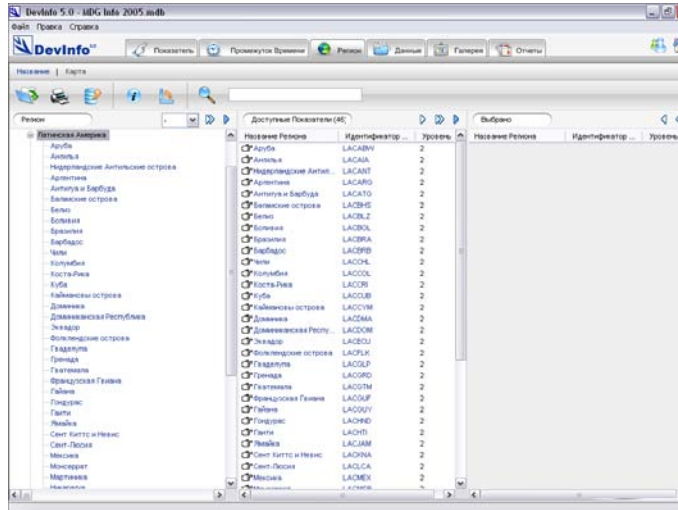 DevInfo 5.0 - MDG Info 2005.mdb
Файл Правка Справка
DevInfo
Показатель
Промежуток Времени
Регион
Данные
Галерея
Отчеты
Название | Карта
Регион
Доступные Показатели (46)
Выбрано
Латинская Америка
Аруба
Ангилья
Нидерландские Антильские острова
Аргентина
Антигуа и Барбуда
Багамские острова
Белиз
Боливия
Бразилия
Барбадос
Чили
Колумбия
Коста-Рика
Куба
Каймановы острова
Доминика
Доминиканская Республика
Эквадор
Фолклендские острова
Гваделупа
Гренада
Гватемала
Французская Гвиана
Гайана
Гондурас
Гаити
Ямайка
Сент Киттс и Невис
Сент-Люсия
Мексика
Монсеррат
Мартиника
Никарагуа
Название Региона Идентификатор ... Уровень
Аруба LACABW 2
Ангилья LACAIA 2
Нидерландские Антил... LACANT 2
Аргентина LACARG 2
Антигуа и Барбуда LACATG 2
Багамские острова LACBHS 2
Белиз LACBLZ 2
Боливия LACBOL 2
Бразилия LACBRA 2
Барбадос LACBRB 2
Чили LACCHL 2
Колумбия LACCOL 2
Коста-Рика LACCRI 2
Куба LACCUB 2
Каймановы острова LACCYM 2
Доминика LACDMA 2
Доминиканская Респу... LACDOM 2
Эквадор LACECU 2
Фолклендские острова LACFLK 2
Гваделупа LACGLP 2
Гренада LACGRD 2
Гватемала LACGTM 2
Французская Гвиана LACGUF 2
Гайана LACGUY 2
Гондурас LACHND 2
Гаити LACHTI 2
Ямайка LACJAM 2
Сент Киттс и Невис LACKNA 2
Сент-Люсия LACLCA 2
Мексика LACMEX 2
Название Региона Идентификатор ... Уровень